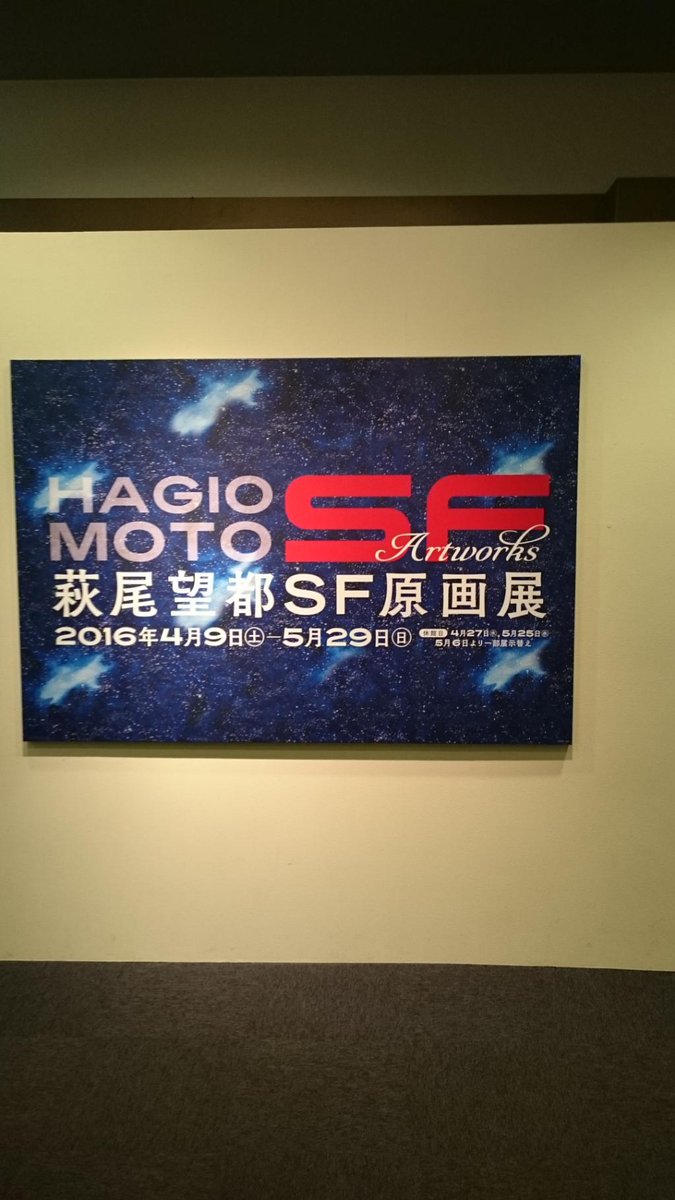 HAGIO
MOTO
SF
Artworks
萩尾望都SF原画展
2016年4月9日㊏—5月29日㊐
休館日 4月27日㊌, 5月25日㊌
5月6日より一部展示替え